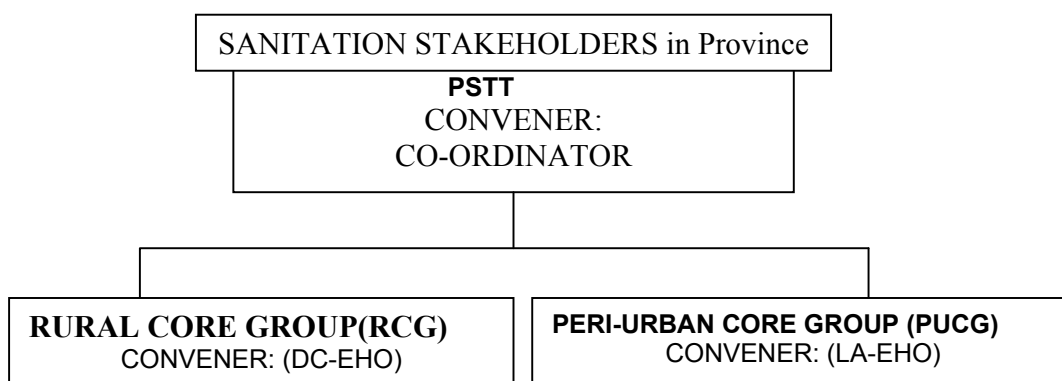 SANITATION STAKEHOLDERS in Province
PSTT
CONVENER:
CO-ORDINATOR
RURAL CORE GROUP(RCG)
CONVENER: (DC-EHO)
PERI-URBAN CORE GROUP (PUCG)
CONVENER: (LA-EHO)